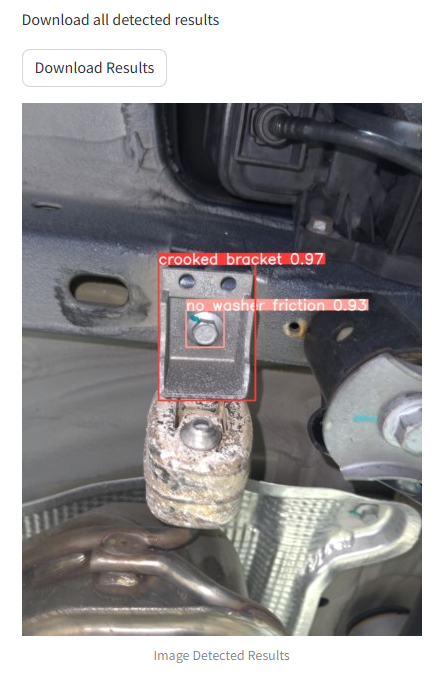 Download all detected results
Download Results
crooked bracket 0.97
no washer friction 0.93
Image Detected Results